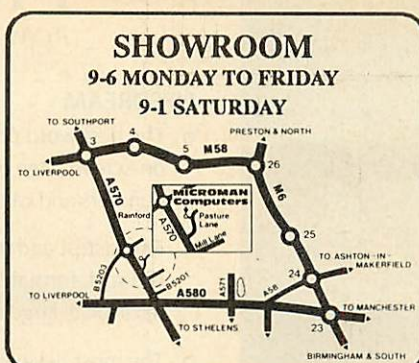 SHOWROOM
9-6 MONDAY TO FRIDAY
9-1 SATURDAY
TO SOUTHPORT
PRESTON & NORTH
3
4
5
M58
26
TO LIVERPOOL
A570
M6
MICROMAN
Computers
A570
Pasture
Lane
Mill Lane
Rainford
25
TO ASHTON-IN-
MAKERFIELD
24
B5203
B5201
A571
A58
TO LIVERPOOL
A580
TO MANCHESTER
TO ST HELENS
23
BIRMINGHAM & SOUTH